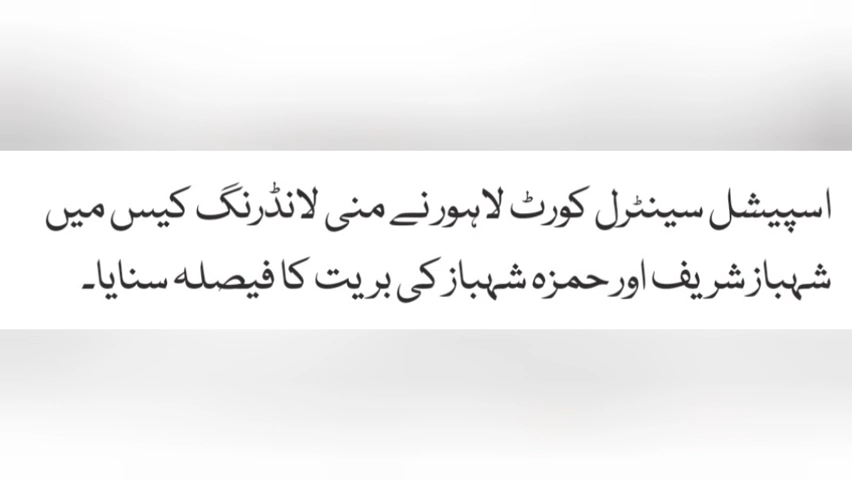 اسپیشل سینٹرل کورٹ لاہور نے منی لانڈرنگ کیس میں
شہباز شریف اور حمزہ شہباز کی بریت کا فیصلہ سنایا۔